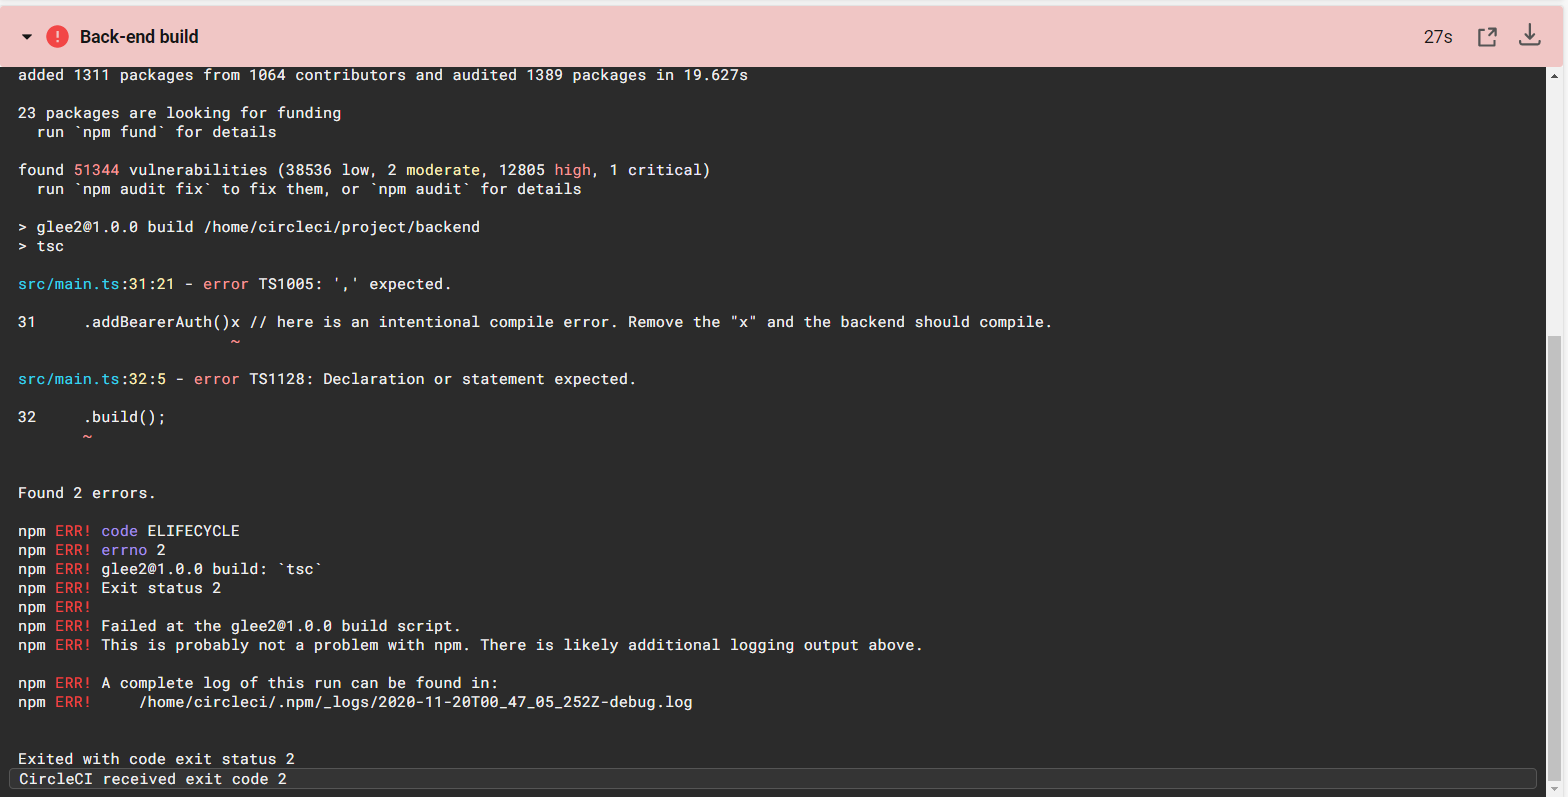 Back-end build
27s
added 1311 packages from 1064 contributors and audited 1389 packages in 19.627s
23 packages are looking for funding
run `npm fund` for details
found 51344 vulnerabilities (38536 low, 2 moderate, 12805 high, 1 critical)
run `npm audit fix` to fix them, or `npm audit` for details
> glee2@1.0.0 build /home/circleci/project/backend
> tsc
src/main.ts:31:21 - error TS1005: ',' expected.
31     .addBearerAuth()x // here is an intentional compile error. Remove the "x" and the backend should compile.
~
src/main.ts:32:5 - error TS1128: Declaration or statement expected.
32     .build();
~
Found 2 errors.
npm ERR! code ELIFECYCLE
npm ERR! errno 2
npm ERR! glee2@1.0.0 build: `tsc`
npm ERR! Exit status 2
npm ERR!
npm ERR! Failed at the glee2@1.0.0 build script.
npm ERR! This is probably not a problem with npm. There is likely additional logging output above.
npm ERR! A complete log of this run can be found in:
npm ERR!     /home/circleci/.npm/_logs/2020-11-20T00_47_05_252Z-debug.log
Exited with code exit status 2
CircleCI received exit code 2